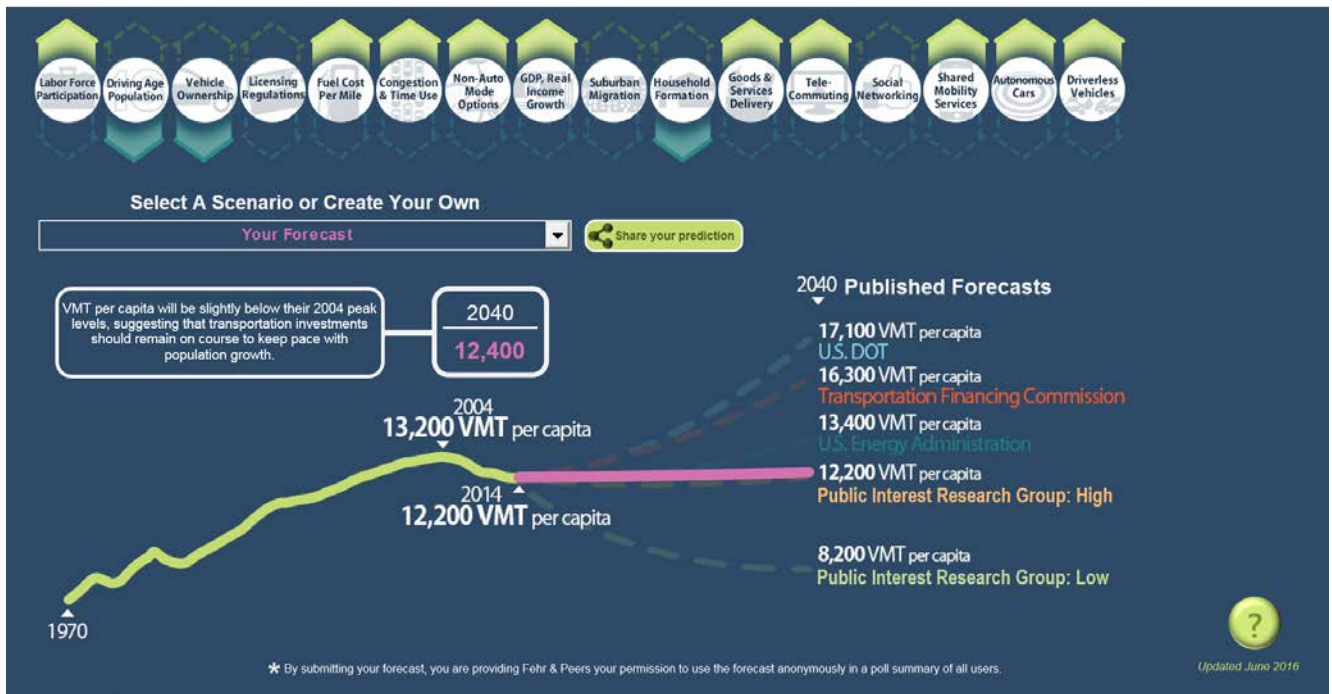 Labor Force
Participation
Driving Age
Population
Vehicle
Ownership
Licensing
Regulations
Fuel Cost
Per Mile
Congestion
& Time Use
Non-Auto
Mode
Options
GDP, Real
Income
Growth
Suburban
Migration
Household
Formation
Goods &
Services
Delivery
Tele-
Commuting
Social
Networking
Shared
Mobility
Services
Autonomous
Cars
Driverless
Vehicles
Select A Scenario or Create Your Own
Your Forecast
Share your prediction
VMT per capita will be slightly below their 2004 peak
levels, suggesting that transportation investments
should remain on course to keep pace with
population growth.
2040
12,400
2040 Published Forecasts
17,100 VMT per capita
U.S. DOT
16,300 VMT per capita
Transportation Financing Commission
13,400 VMT per capita
U.S. Energy Administration
12,200 VMT per capita
Public Interest Research Group: High
8,200 VMT per capita
Public Interest Research Group: Low
2004
13,200 VMT per capita
2014
12,200 VMT per capita
1970
?
Updated June 2016
* By submitting your forecast, you are providing Fehr & Peers your permission to use the forecast anonymously in a poll summary of all users.